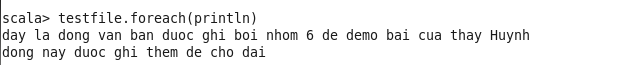 scala> testfile.foreach(println)
day la dong van ban duoc ghi boi nhom 6 de demo bai cua thay Huynh
dong nay duoc ghi them de cho dai